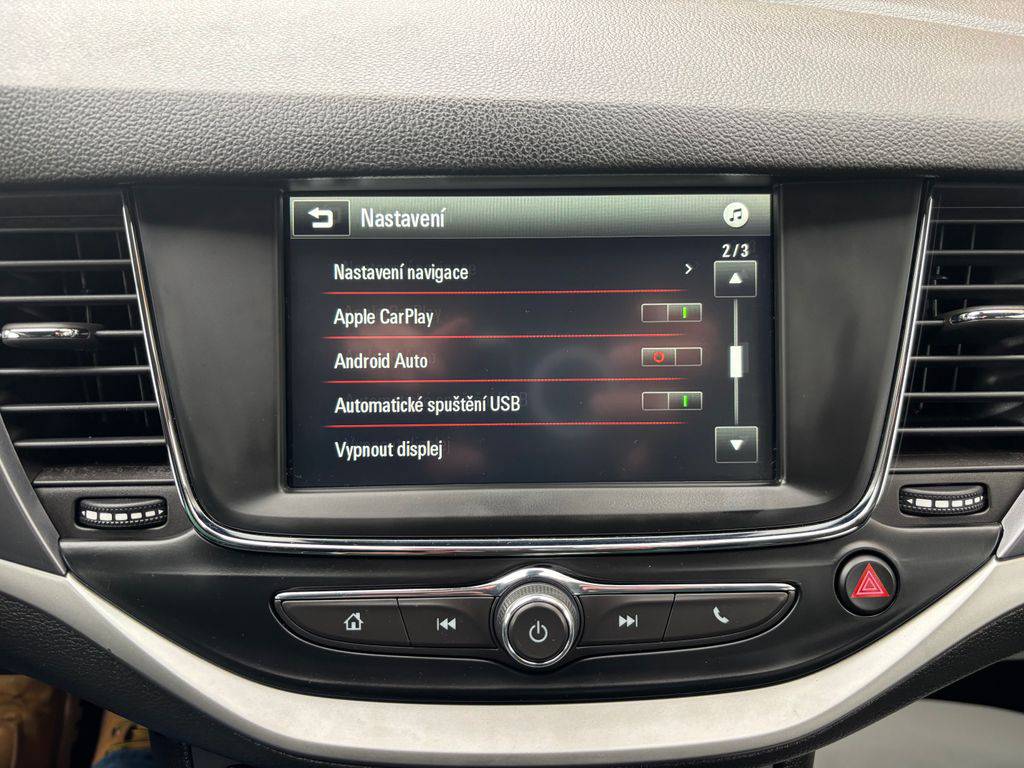 Nastavení
2/3
Nastavení navigace
Apple CarPlay
Android Auto
Automatické spuštění USB
Vypnout displej